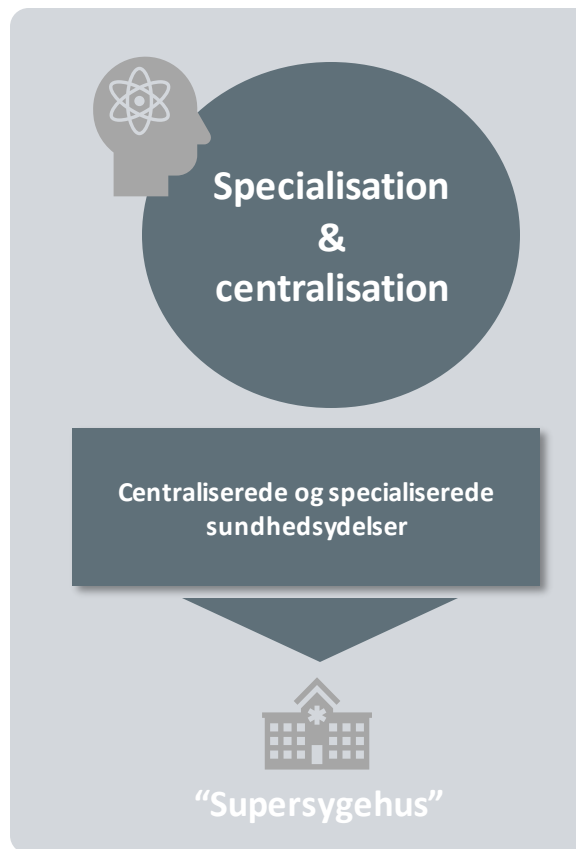 Specialisation
&
centralisation
Centraliserede og specialiserede
sundhedsydelser
“Supersygehus”